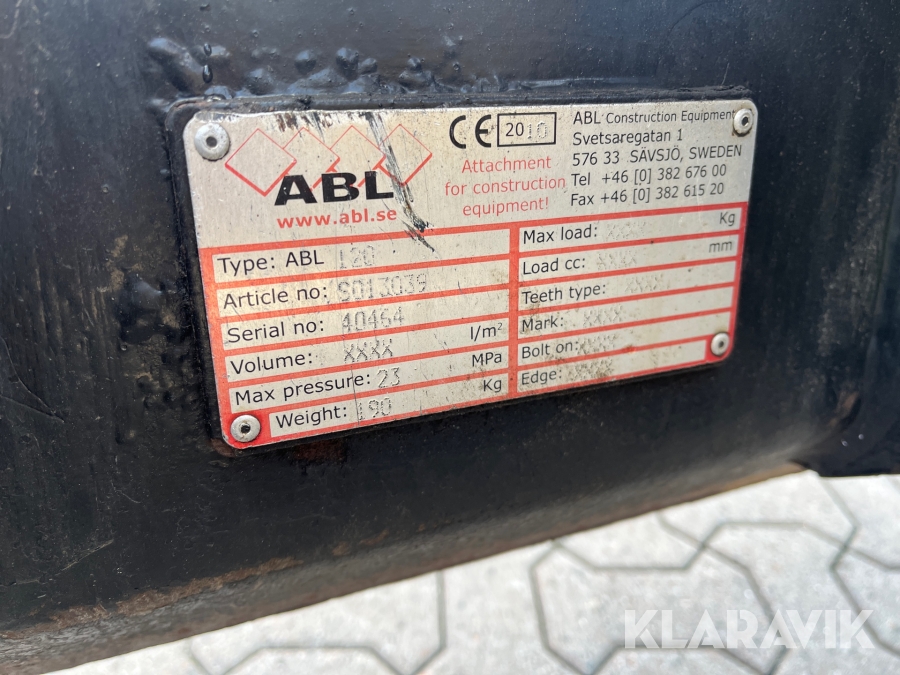 ABL
www.abl.se
CE 2010
Attachment
for construction
equipment!
ABL Construction Equipment
Svetsaregatan 1
576 33 SÄVSJÖ, SWEDEN
Tel +46 [0] 382 676 00
Fax +46 [0] 382 615 20
Type: ABL 120
Article no: S013039
Serial no: 40464
Volume: XXXX l/m²
Max pressure: 23 MPa
Weight: 190 Kg
Max load: XXXX Kg
Load cc: XXXX mm
Teeth type: XXXX
Mark: XXXX
Bolt on: XXXX
Edge: XXXX
KLARAVIK